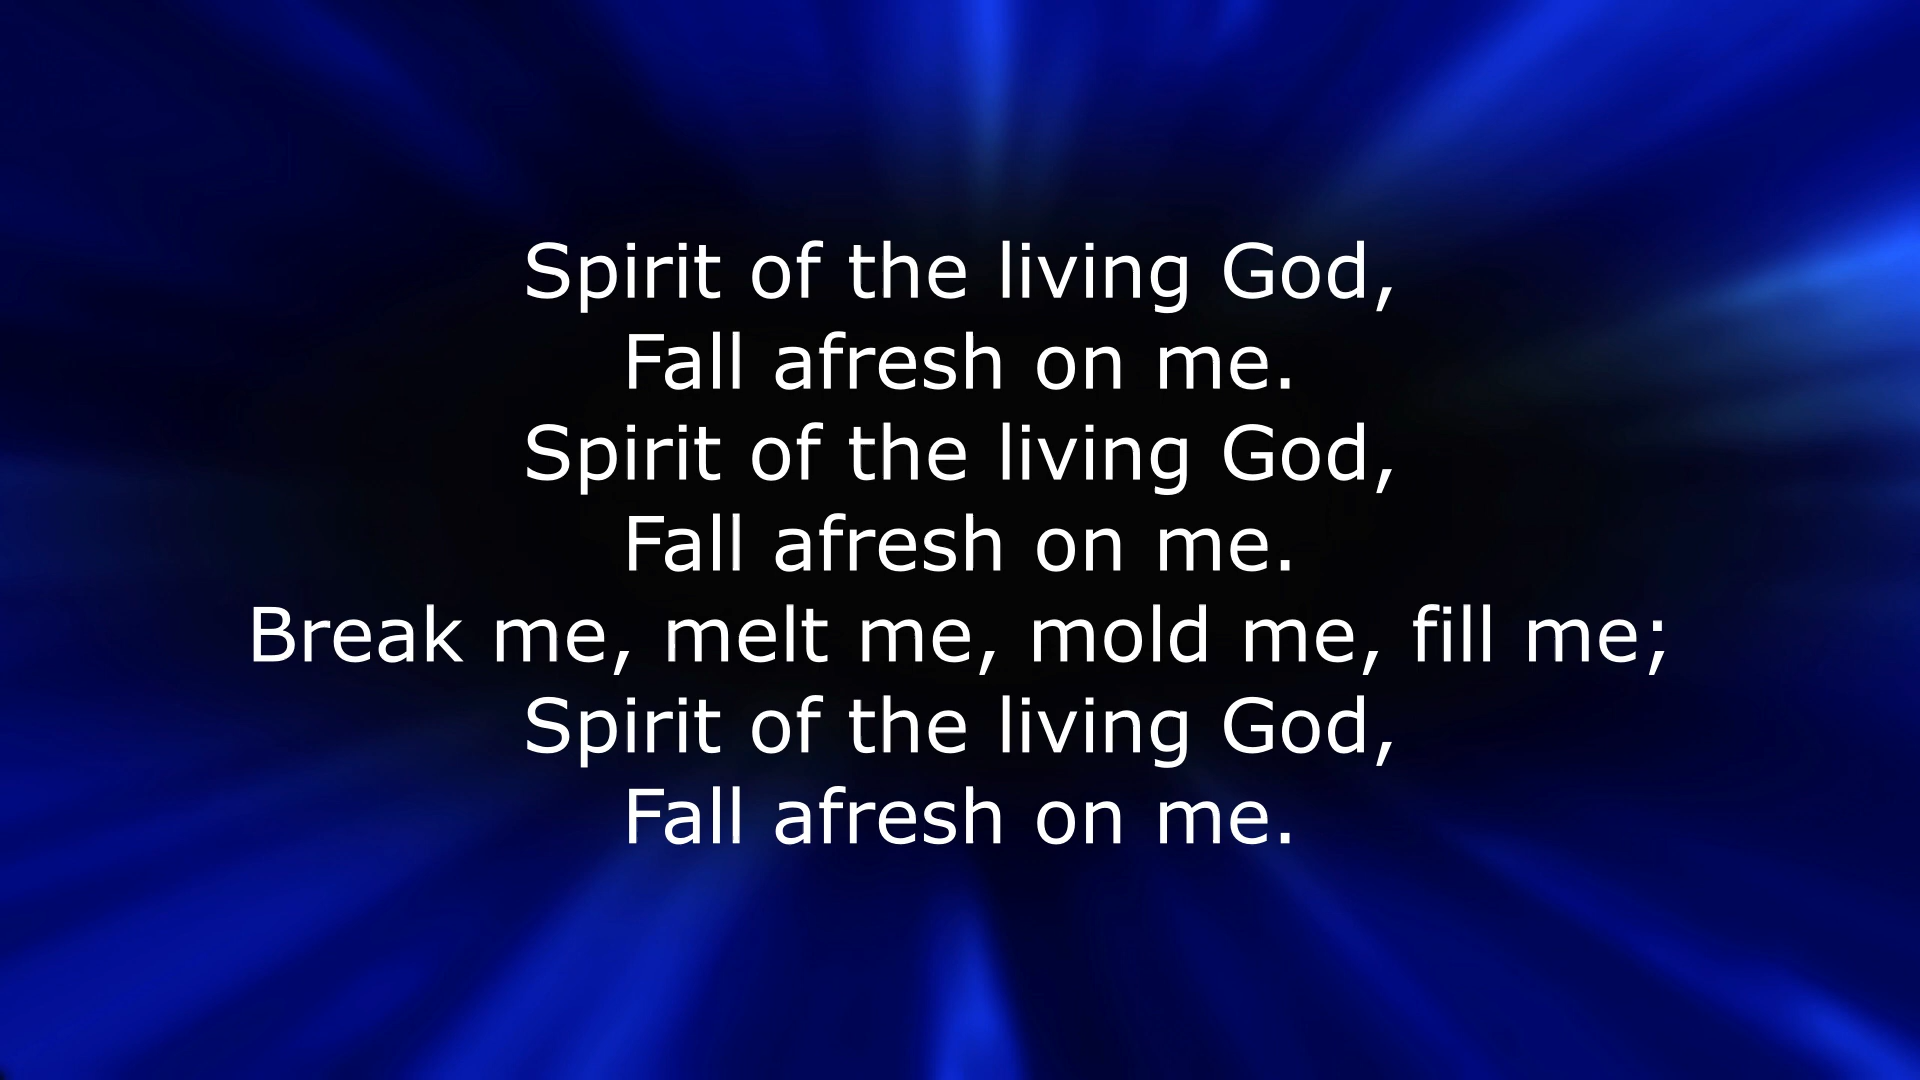 Spirit of the living God,
Fall afresh on me.
Spirit of the living God,
Fall afresh on me.
Break me, melt me, mold me, fill me;
Spirit of the living God,
Fall afresh on me.